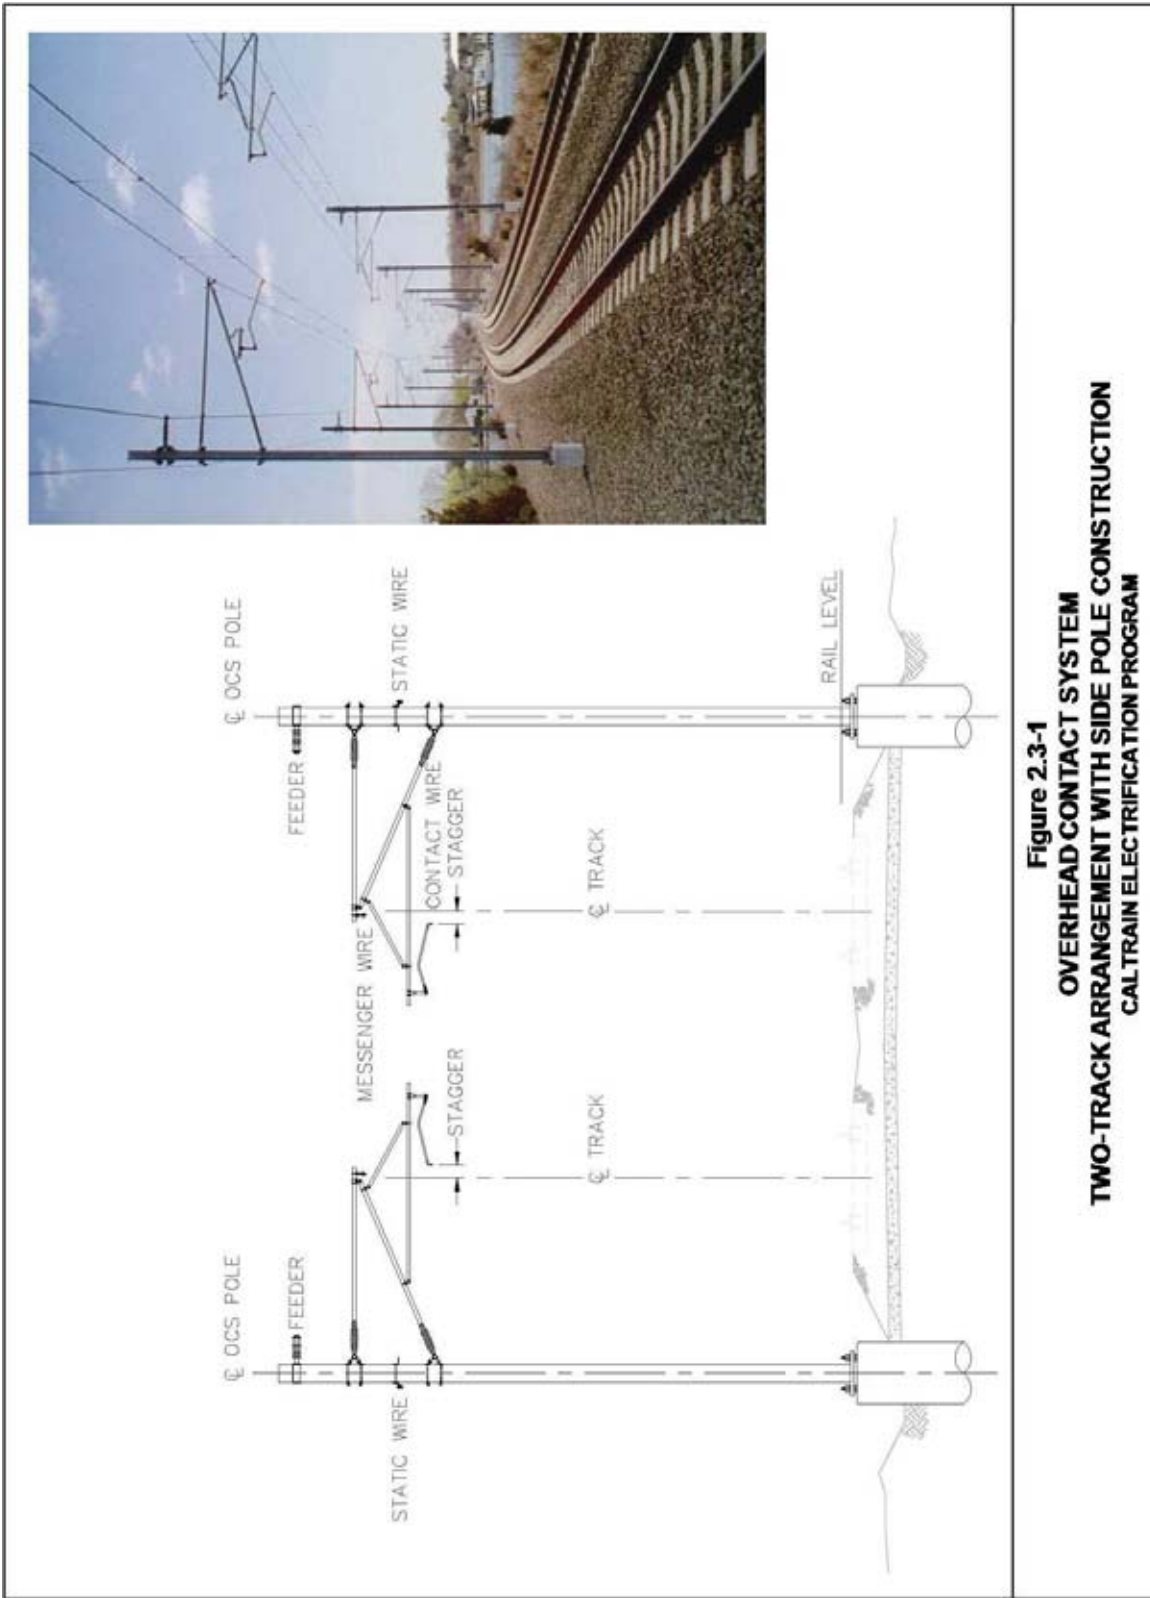 ℄ OCS POLE
FEEDER
STATIC WIRE
STAGGER
℄ TRACK
MESSENGER WIRE
CONTACT WIRE
STAGGER
℄ TRACK
℄ OCS POLE
FEEDER
STATIC WIRE
RAIL LEVEL
Figure 2.3-1
OVERHEAD CONTACT SYSTEM
TWO-TRACK ARRANGEMENT WITH SIDE POLE CONSTRUCTION
CALTRAIN ELECTRIFICATION PROGRAM